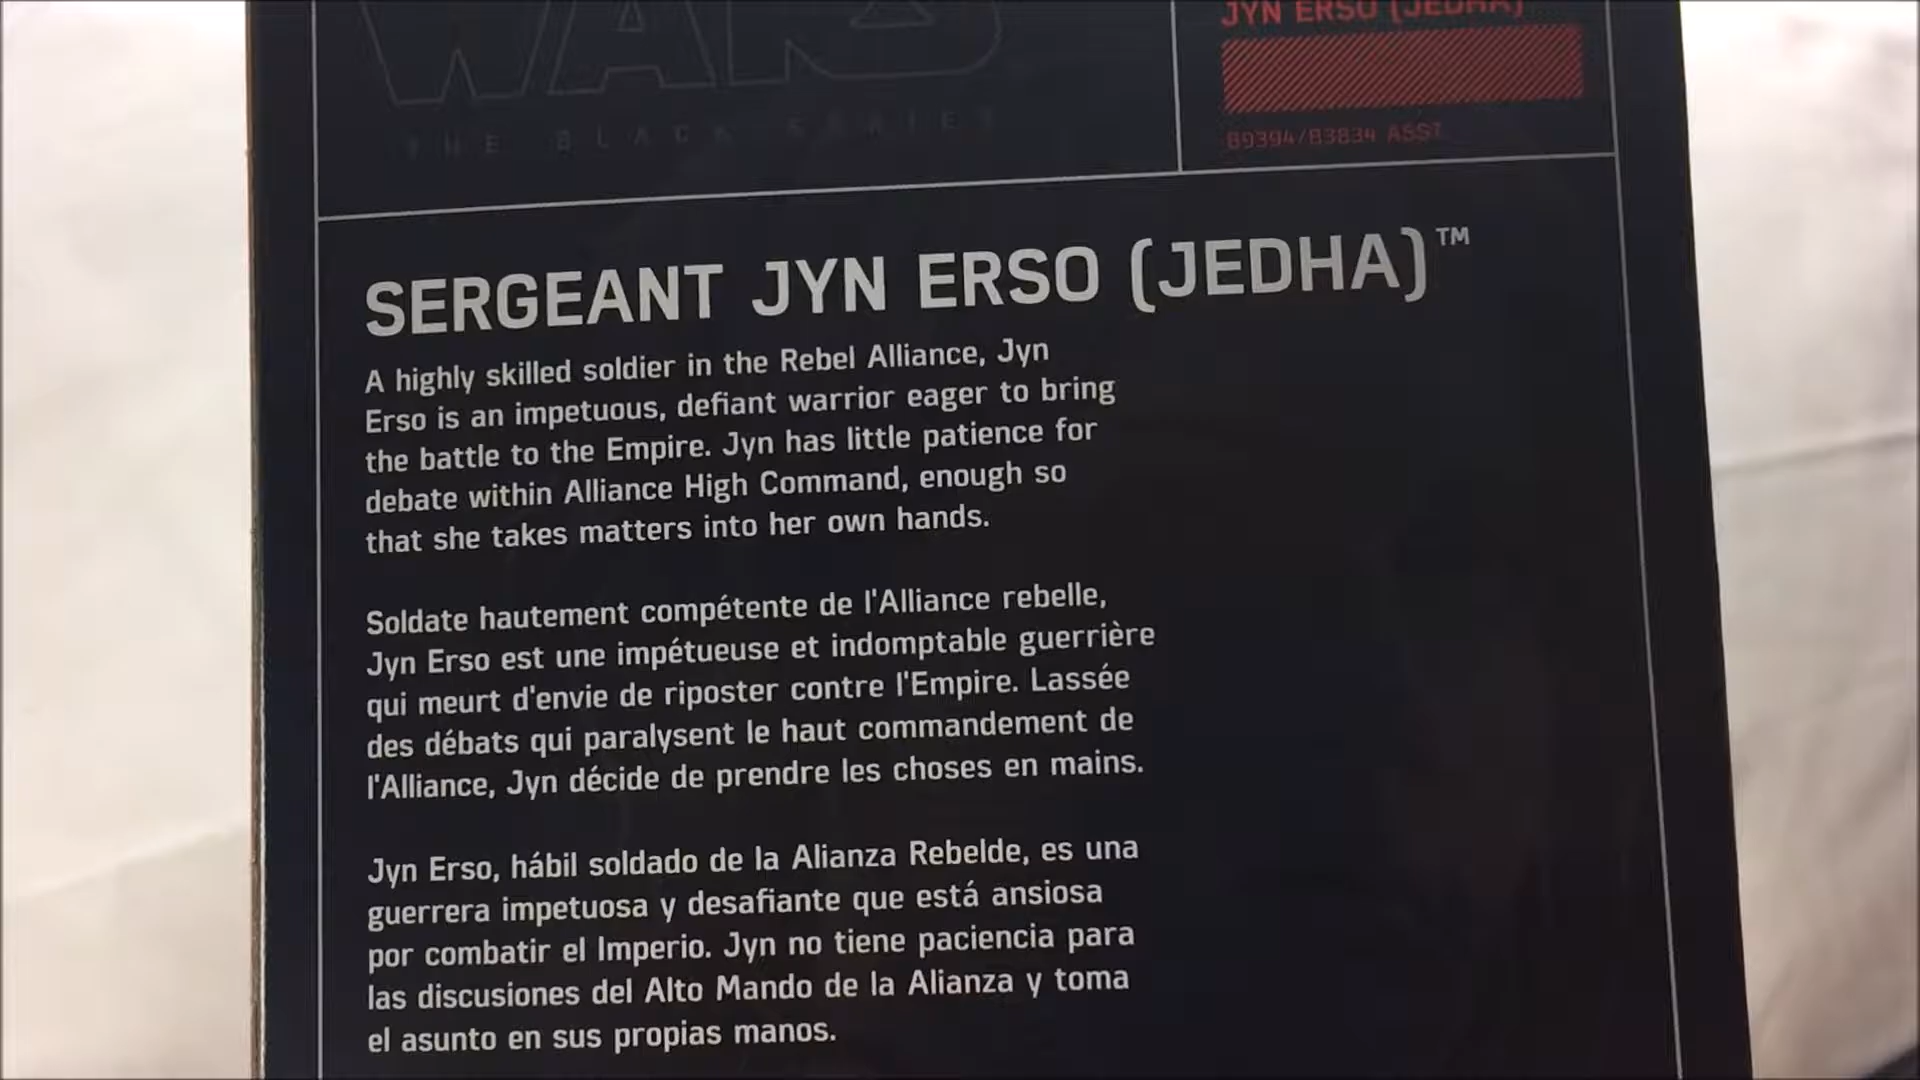 WARS
THE BLACK SERIES
JYN ERSO (JEDHA)
B9394/B3834 ASST.
SERGEANT JYN ERSO (JEDHA)™
A highly skilled soldier in the Rebel Alliance, Jyn
Erso is an impetuous, defiant warrior eager to bring
the battle to the Empire. Jyn has little patience for
debate within Alliance High Command, enough so
that she takes matters into her own hands.
Soldate hautement compétente de l'Alliance rebelle,
Jyn Erso est une impétueuse et indomptable guerrière
qui meurt d'envie de riposter contre l'Empire. Lassée
des débats qui paralysent le haut commandement de
l'Alliance, Jyn décide de prendre les choses en mains.
Jyn Erso, hábil soldado de la Alianza Rebelde, es una
guerrera impetuosa y desafiante que está ansiosa
por combatir el Imperio. Jyn no tiene paciencia para
las discusiones del Alto Mando de la Alianza y toma
el asunto en sus propias manos.